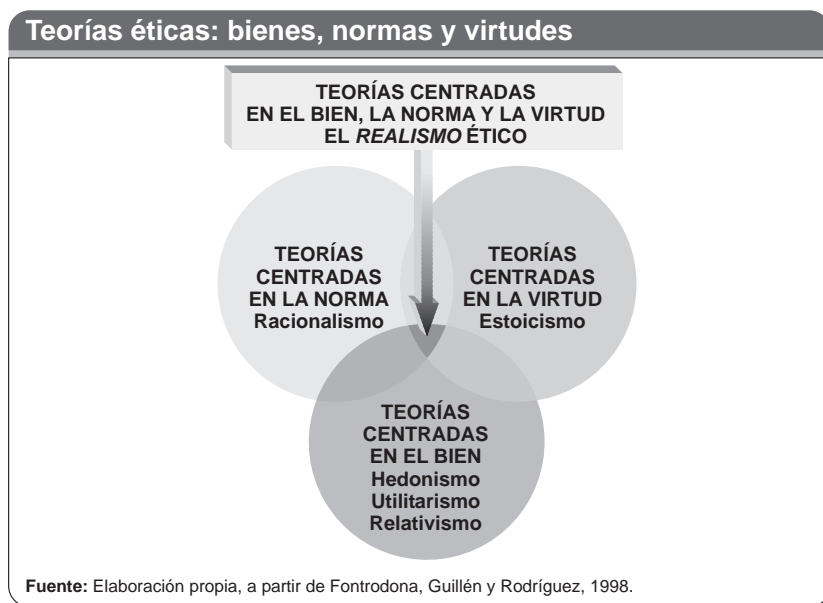 Teorías éticas: bienes, normas y virtudes
TEORÍAS CENTRADAS
EN EL BIEN, LA NORMA Y LA VIRTUD
EL REALISMO ÉTICO
TEORÍAS
CENTRADAS
EN LA NORMA
Racionalismo
TEORÍAS
CENTRADAS
EN LA VIRTUD
Estoicismo
TEORÍAS
CENTRADAS
EN EL BIEN
Hedonismo
Utilitarismo
Relativismo
Fuente: Elaboración propia, a partir de Fontrodona, Guillén y Rodríguez, 1998.